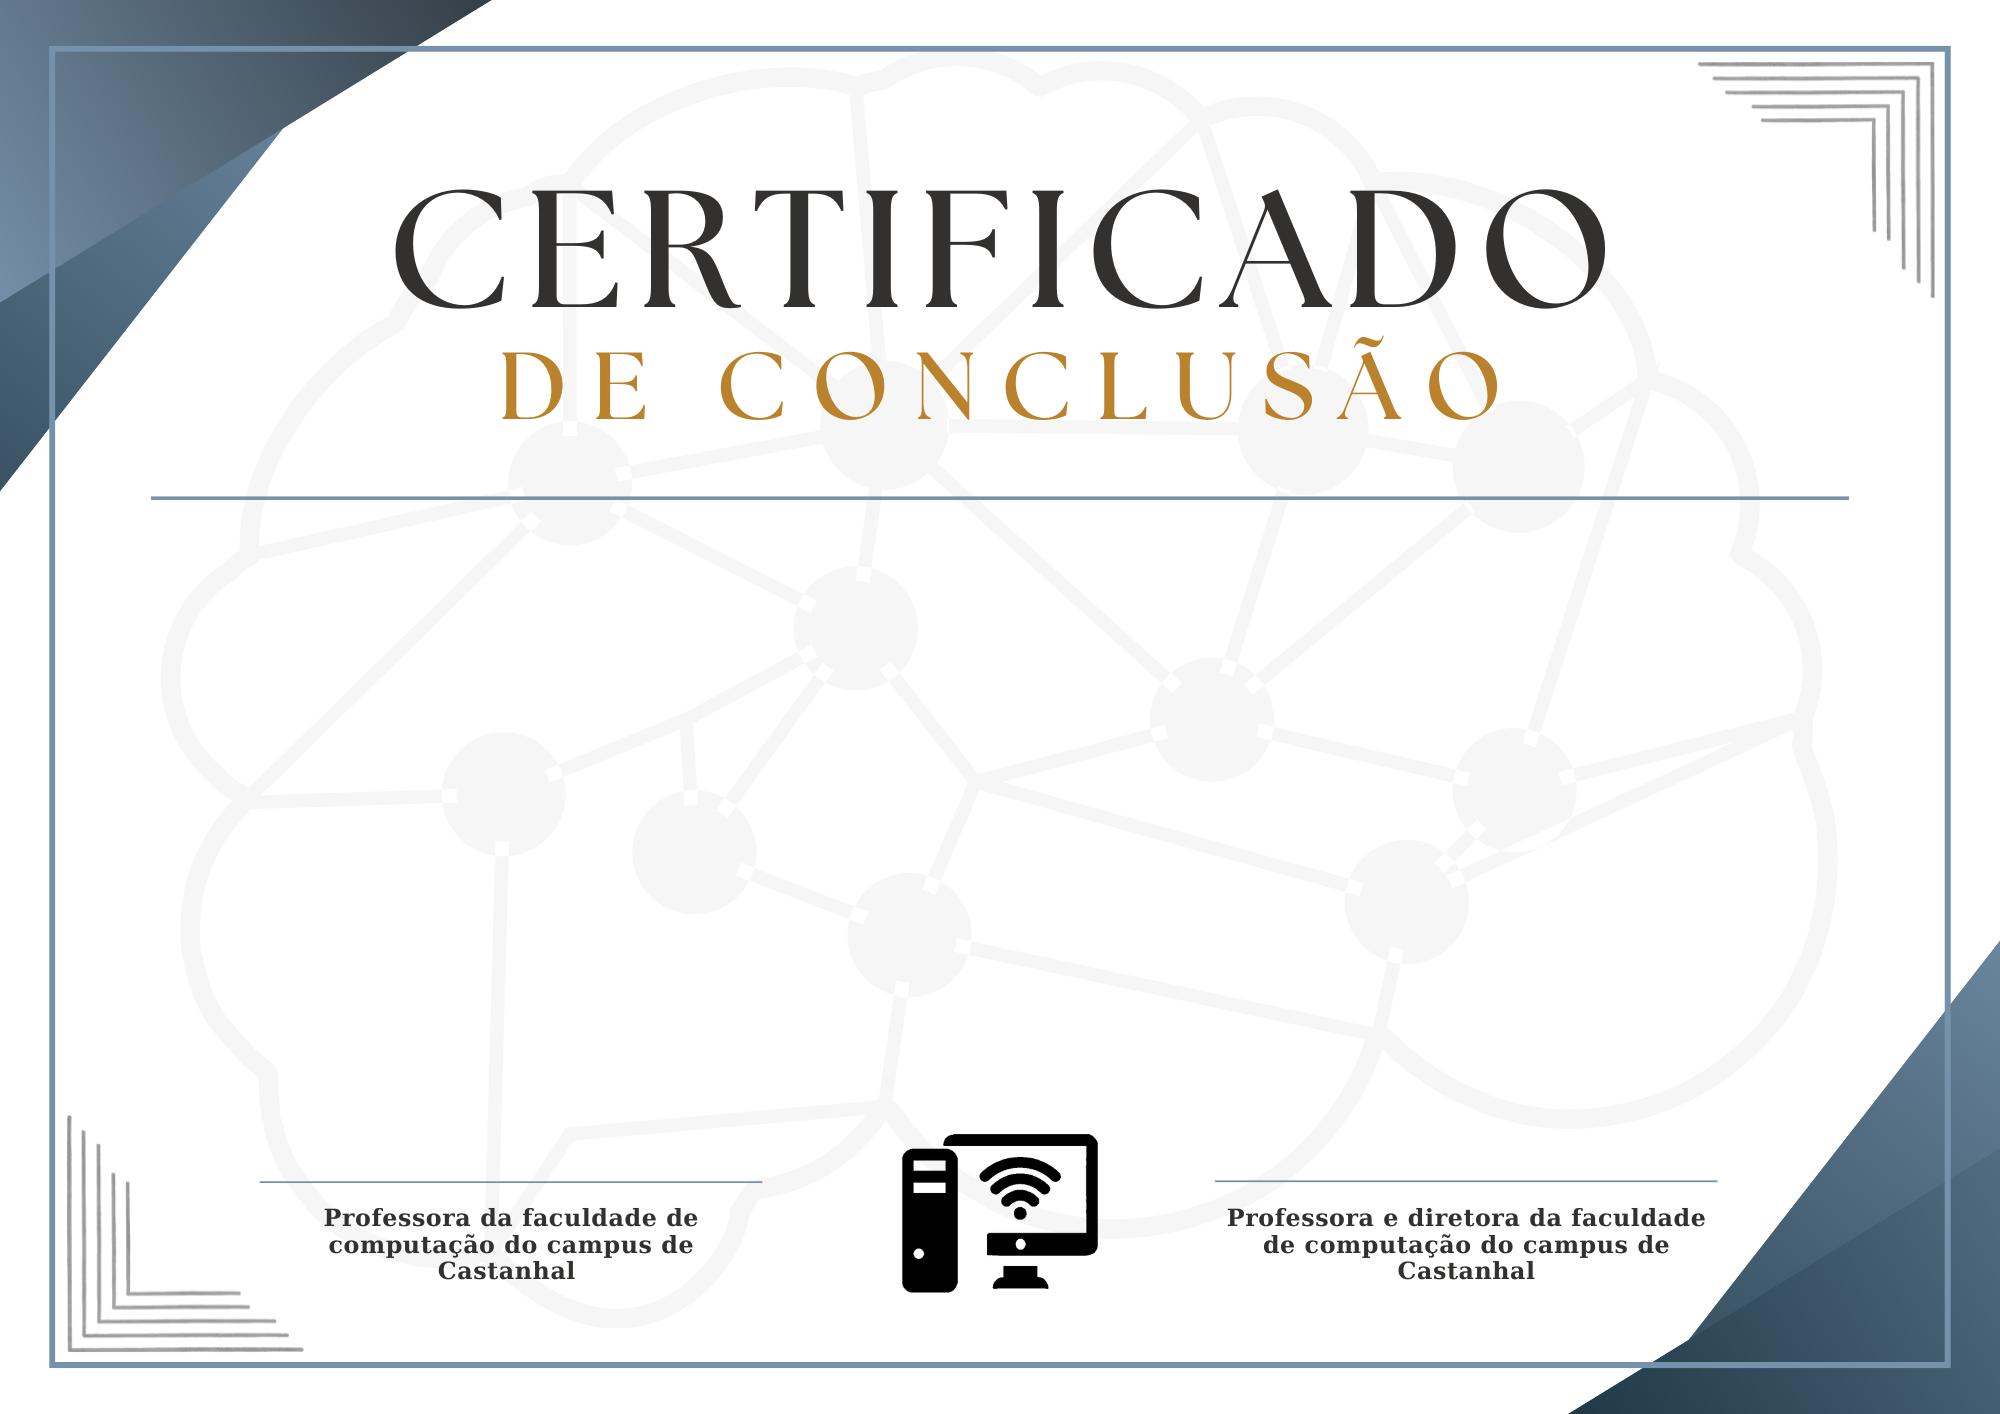 CERTIFICADO
DE CONCLUSÃO
Professora da faculdade de
computação do campus de
Castanhal
Professora e diretora da faculdade
de computação do campus de
Castanhal